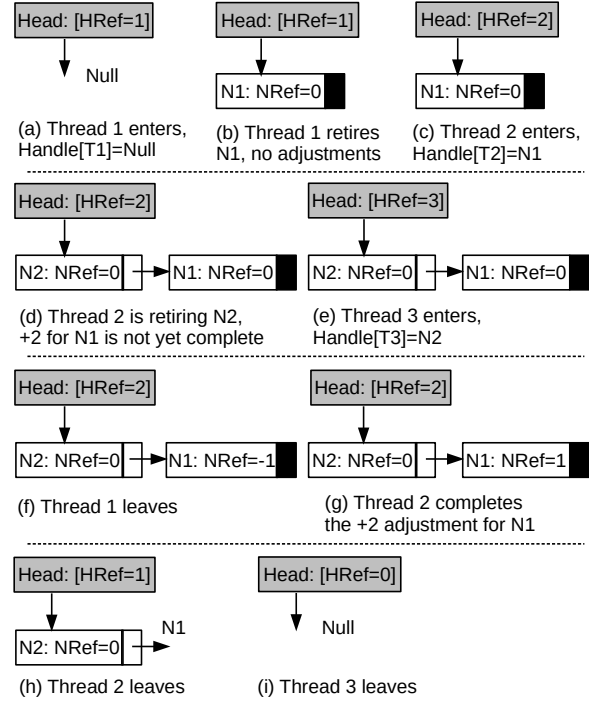 Head: [HRef=1]
Null
(a) Thread 1 enters,
Handle[T1]=Null
Head: [HRef=1]
N1: NRef=0
(b) Thread 1 retires
N1, no adjustments
Head: [HRef=2]
N1: NRef=0
(c) Thread 2 enters,
Handle[T2]=N1
Head: [HRef=2]
N2: NRef=0
N1: NRef=0
(d) Thread 2 is retiring N2,
+2 for N1 is not yet complete
Head: [HRef=3]
N2: NRef=0
N1: NRef=0
(e) Thread 3 enters,
Handle[T3]=N2
Head: [HRef=2]
N2: NRef=0
N1: NRef=-1
(f) Thread 1 leaves
Head: [HRef=2]
N2: NRef=0
N1: NRef=1
(g) Thread 2 completes
the +2 adjustment for N1
Head: [HRef=1]
N2: NRef=0
N1
(h) Thread 2 leaves
Head: [HRef=0]
Null
(i) Thread 3 leaves